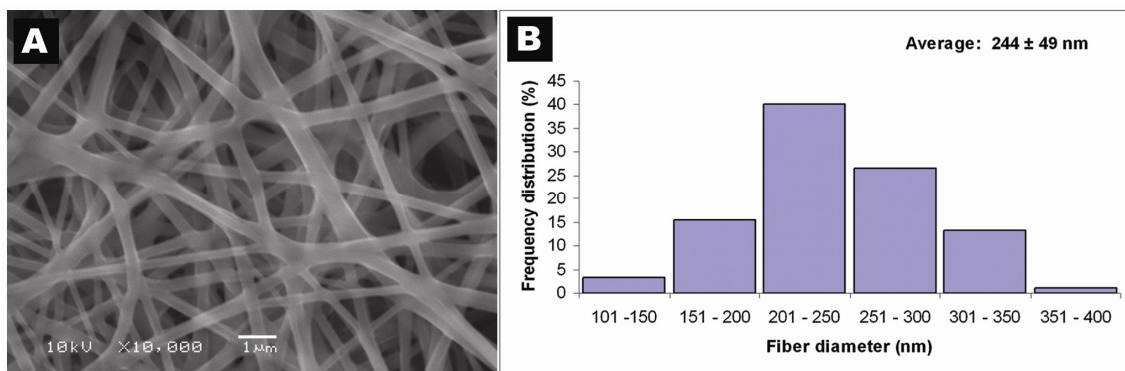 A
10kV X10,000 1μm
B
Average: 244 ± 49 nm
Frequency distribution (%)
45
40
35
30
25
20
15
10
5
0
101 -150 151 - 200 201 - 250 251 - 300 301 - 350 351 - 400
Fiber diameter (nm)